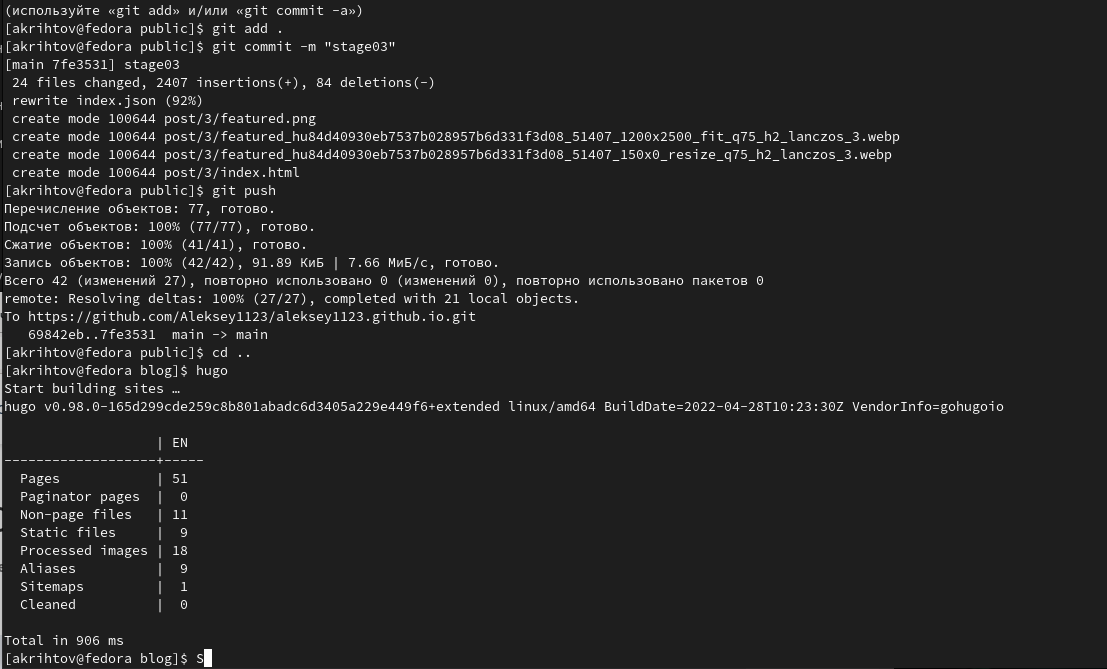 (используйте «git add» и/или «git commit -a»)
[akrihtov@fedora public]$ git add .
[akrihtov@fedora public]$ git commit -m "stage03"
[main 7fe3531] stage03
 24 files changed, 2407 insertions(+), 84 deletions(-)
 rewrite index.json (92%)
 create mode 100644 post/3/featured.png
 create mode 100644 post/3/featured_hu84d40930eb7537b028957b6d331f3d08_51407_1200x2500_fit_q75_h2_lanczos_3.webp
 create mode 100644 post/3/featured_hu84d40930eb7537b028957b6d331f3d08_51407_150x0_resize_q75_h2_lanczos_3.webp
 create mode 100644 post/3/index.html
[akrihtov@fedora public]$ git push
Перечисление объектов: 77, готово.
Подсчет объектов: 100% (77/77), готово.
Сжатие объектов: 100% (41/41), готово.
Запись объектов: 100% (42/42), 91.89 КиБ | 7.66 МиБ/с, готово.
Всего 42 (изменений 27), повторно использовано 0 (изменений 0), повторно использовано пакетов 0
remote: Resolving deltas: 100% (27/27), completed with 21 local objects.
To https://github.com/Aleksey1123/aleksey1123.github.io.git
   69842eb..7fe3531  main -> main
[akrihtov@fedora public]$ cd ..
[akrihtov@fedora blog]$ hugo
Start building sites …
hugo v0.98.0-165d299cde259c8b801abadc6d3405a229e449f6+extended linux/amd64 BuildDate=2022-04-28T10:23:30Z VendorInfo=gohugoio
                   | EN
-------------------+-----
  Pages            | 51
  Paginator pages  |  0
  Non-page files   | 11
  Static files     |  9
  Processed images | 18
  Aliases          |  9
  Sitemaps         |  1
  Cleaned          |  0
Total in 906 ms
[akrihtov@fedora blog]$ S